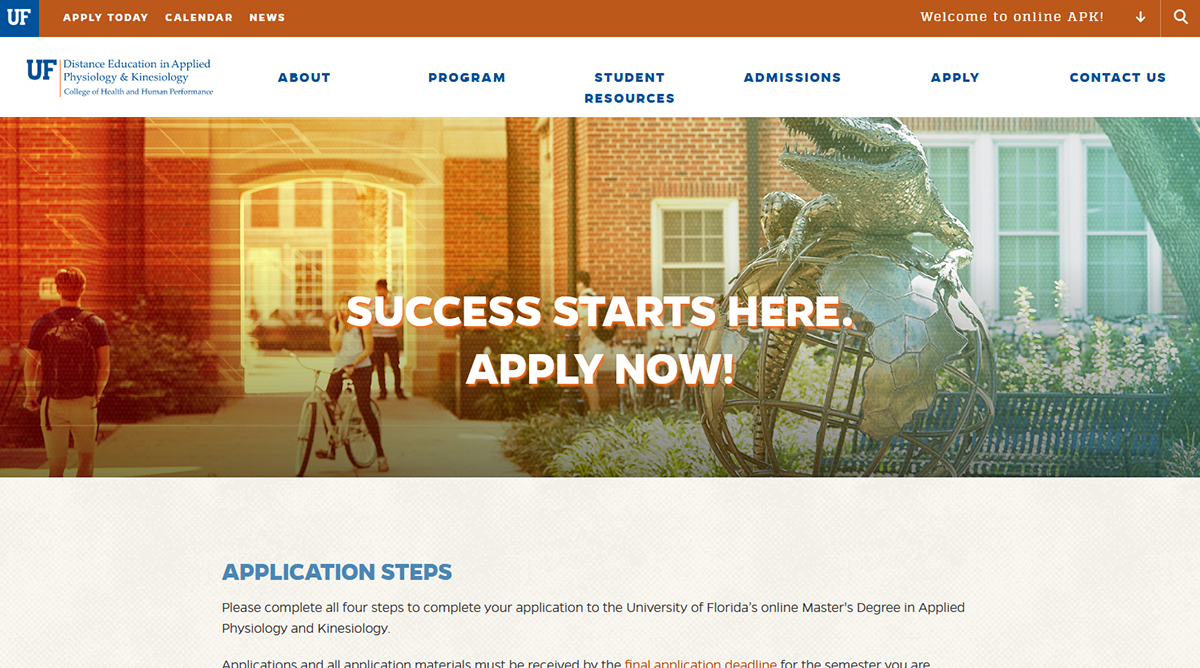 UF
APPLY TODAY CALENDAR NEWS
Welcome to online APK!
UF
Distance Education in Applied
Physiology & Kinesiology
College of Health and Human Performance
ABOUT
PROGRAM
STUDENT
RESOURCES
ADMISSIONS
APPLY
CONTACT US
SUCCESS STARTS HERE.
APPLY NOW!
APPLICATION STEPS
Please complete all four steps to complete your application to the University of Florida's online Master's Degree in Applied
Physiology and Kinesiology.
Applications and all application materials must be received by the final application deadline for the semester you are